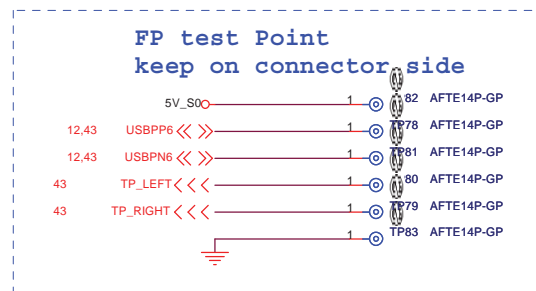 FP test Point
keep on connector side
5V_S0 1 82 AFTE14P-GP
12,43 USBPP6 1 TP78 AFTE14P-GP
12,43 USBPN6 1 TP81 AFTE14P-GP
43 TP_LEFT 1 80 AFTE14P-GP
43 TP_RIGHT 1 TP79 AFTE14P-GP
1 TP83 AFTE14P-GP